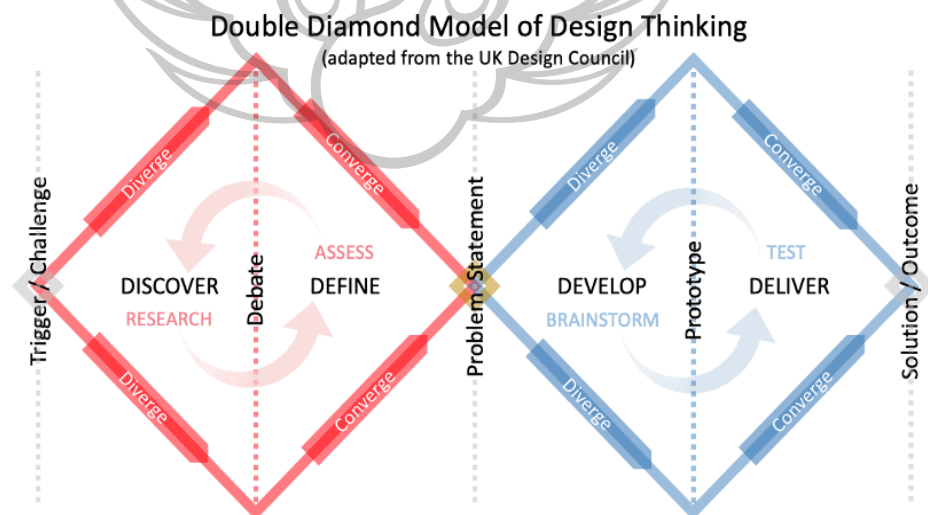 Double Diamond Model of Design Thinking
(adapted from the UK Design Council)
Trigger / Challenge
Diverge
Diverge
DISCOVER
RESEARCH
Debate
Converge
Converge
ASSESS
DEFINE
Problem Statement
Diverge
Diverge
DEVELOP
BRAINSTORM
Prototype
Converge
Converge
TEST
DELIVER
Solution / Outcome